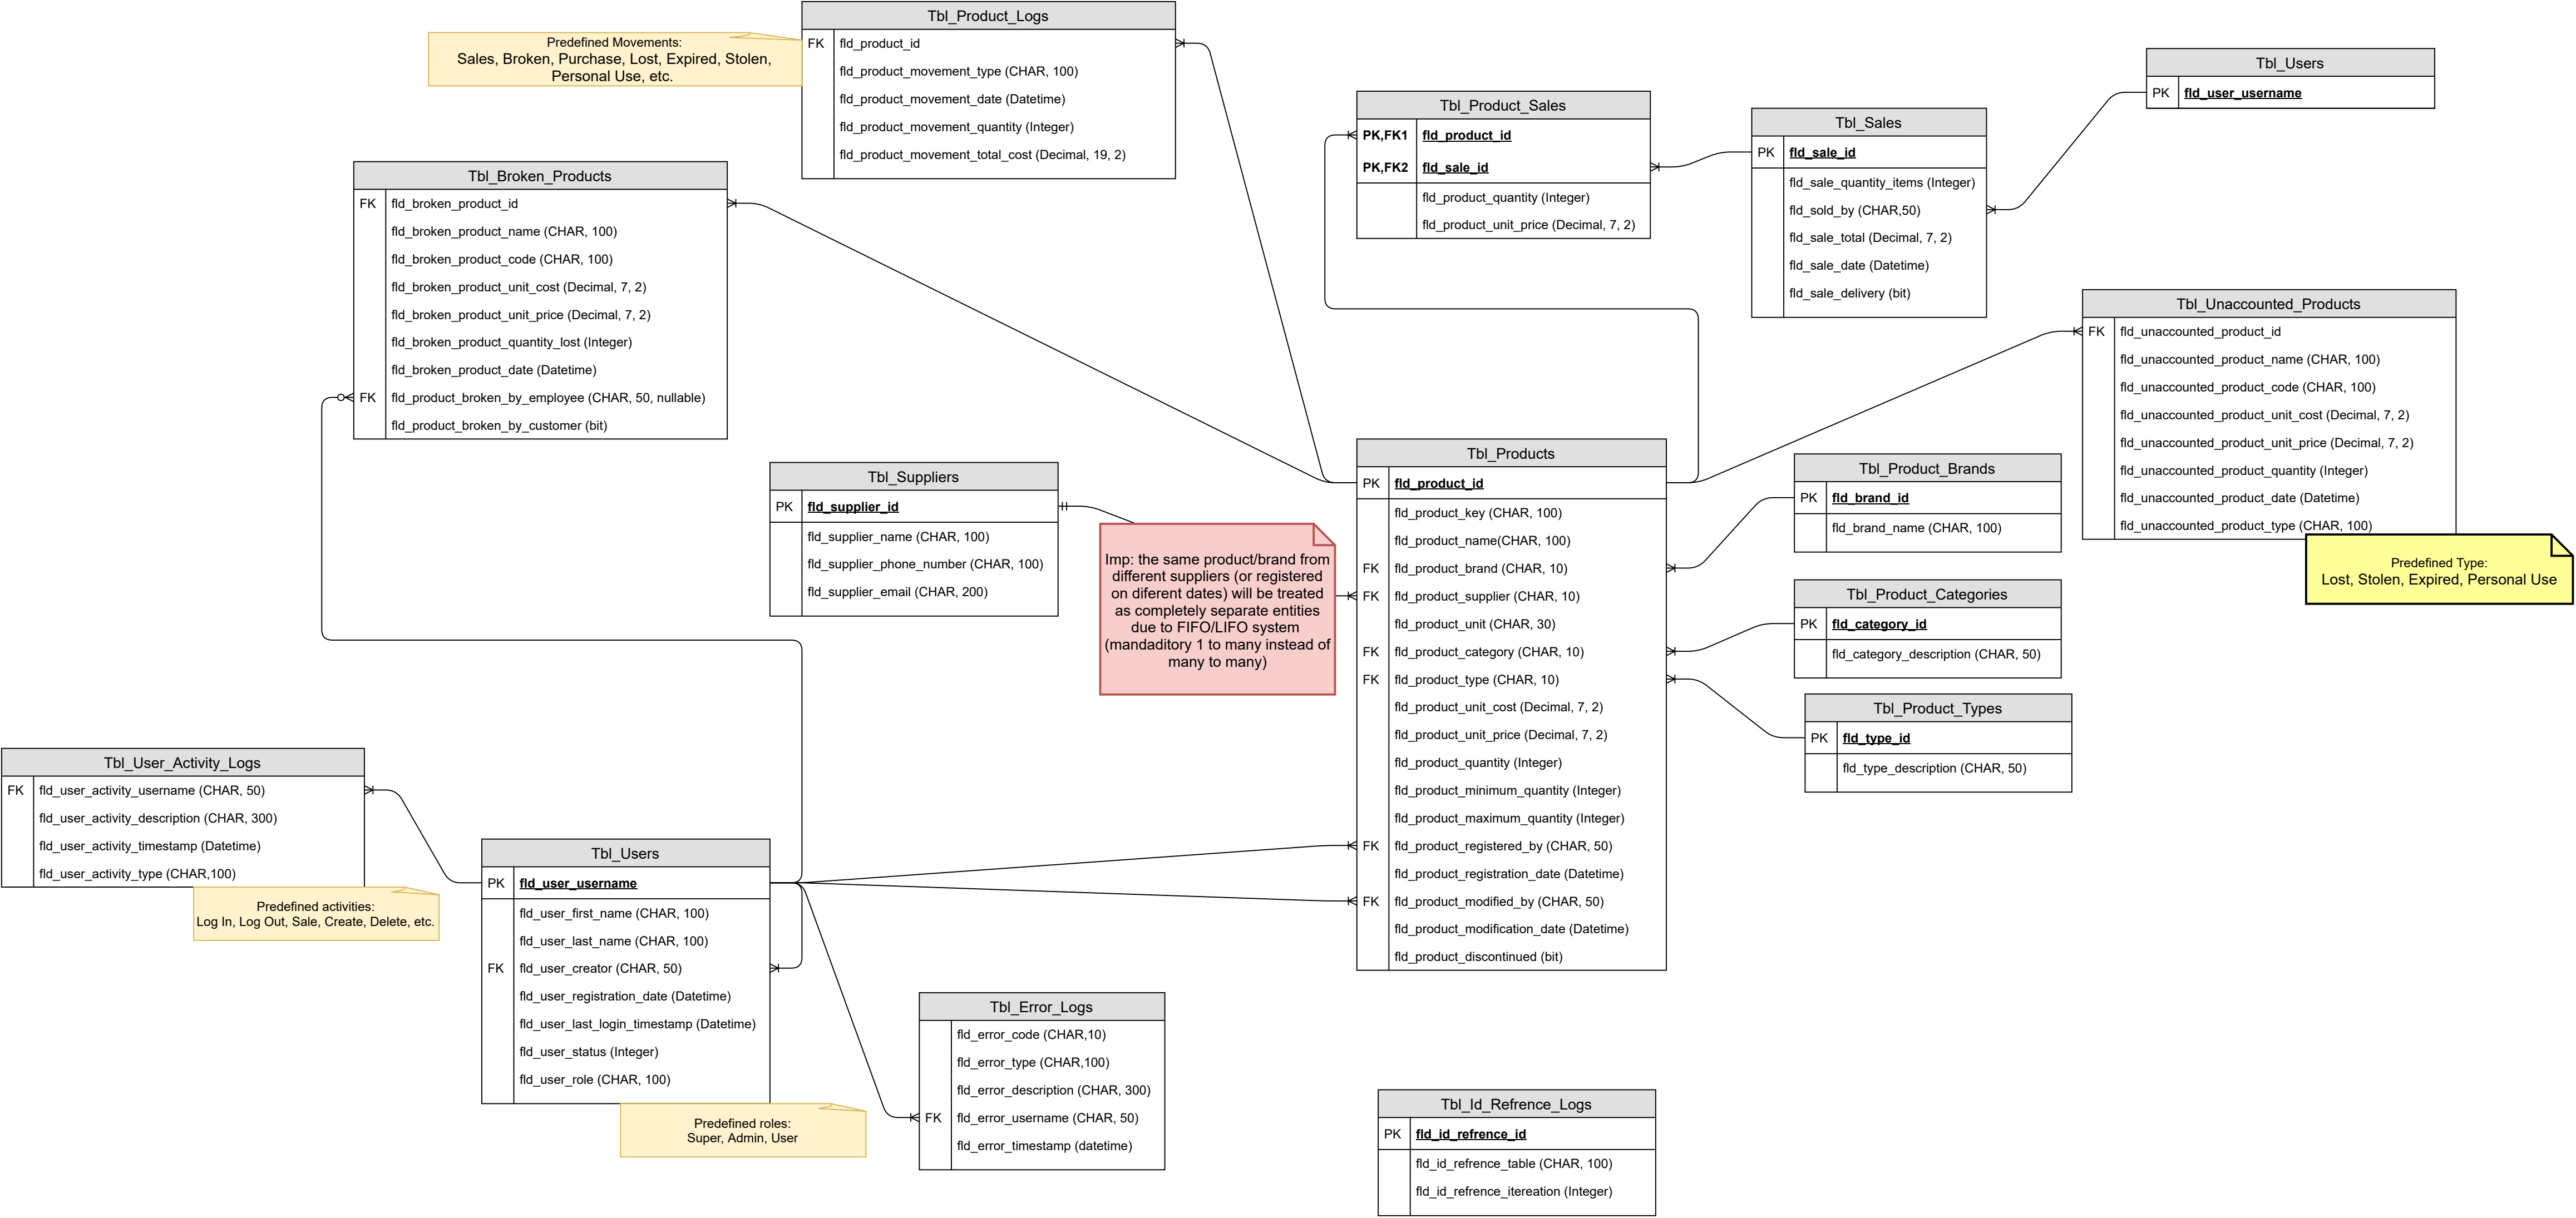 Tbl_Product_Logs
FK fld_product_id
fld_product_movement_type (CHAR, 100)
fld_product_movement_date (Datetime)
fld_product_movement_quantity (Integer)
fld_product_movement_total_cost (Decimal, 19, 2)
Predefined Movements:
Sales, Broken, Purchase, Lost, Expired, Stolen,
Personal Use, etc.
Tbl_Users
PK fld_user_username
Tbl_Product_Sales
PK,FK1 fld_product_id
PK,FK2 fld_sale_id
fld_product_quantity (Integer)
fld_product_unit_price (Decimal, 7, 2)
Tbl_Sales
PK fld_sale_id
fld_sale_quantity_items (Integer)
fld_sold_by (CHAR,50)
fld_sale_total (Decimal, 7, 2)
fld_sale_date (Datetime)
fld_sale_delivery (bit)
Tbl_Broken_Products
FK fld_broken_product_id
fld_broken_product_name (CHAR, 100)
fld_broken_product_code (CHAR, 100)
fld_broken_product_unit_cost (Decimal, 7, 2)
fld_broken_product_unit_price (Decimal, 7, 2)
fld_broken_product_quantity_lost (Integer)
fld_broken_product_date (Datetime)
FK fld_product_broken_by_employee (CHAR, 50, nullable)
fld_product_broken_by_customer (bit)
Tbl_Unaccounted_Products
FK fld_unaccounted_product_id
fld_unaccounted_product_name (CHAR, 100)
fld_unaccounted_product_code (CHAR, 100)
fld_unaccounted_product_unit_cost (Decimal, 7, 2)
fld_unaccounted_product_unit_price (Decimal, 7, 2)
fld_unaccounted_product_quantity (Integer)
fld_unaccounted_product_date (Datetime)
fld_unaccounted_product_type (CHAR, 100)
Predefined Type:
Lost, Stolen, Expired, Personal Use
Tbl_Suppliers
PK fld_supplier_id
fld_supplier_name (CHAR, 100)
fld_supplier_phone_number (CHAR, 100)
fld_supplier_email (CHAR, 200)
Imp: the same product/brand from
different suppliers (or registered
on diferent dates) will be treated
as completely separate entities
due to FIFO/LIFO system
(mandaditory 1 to many instead of
many to many)
Tbl_Products
PK fld_product_id
fld_product_key (CHAR, 100)
fld_product_name(CHAR, 100)
FK fld_product_brand (CHAR, 10)
FK fld_product_supplier (CHAR, 10)
fld_product_unit (CHAR, 30)
FK fld_product_category (CHAR, 10)
FK fld_product_type (CHAR, 10)
fld_product_unit_cost (Decimal, 7, 2)
fld_product_unit_price (Decimal, 7, 2)
fld_product_quantity (Integer)
fld_product_minimum_quantity (Integer)
fld_product_maximum_quantity (Integer)
FK fld_product_registered_by (CHAR, 50)
fld_product_registration_date (Datetime)
FK fld_product_modified_by (CHAR, 50)
fld_product_modification_date (Datetime)
fld_product_discontinued (bit)
Tbl_Product_Brands
PK fld_brand_id
fld_brand_name (CHAR, 100)
Tbl_Product_Categories
PK fld_category_id
fld_category_description (CHAR, 50)
Tbl_Product_Types
PK fld_type_id
fld_type_description (CHAR, 50)
Tbl_User_Activity_Logs
FK fld_user_activity_username (CHAR, 50)
fld_user_activity_description (CHAR, 300)
fld_user_activity_timestamp (Datetime)
fld_user_activity_type (CHAR,100)
Predefined activities:
Log In, Log Out, Sale, Create, Delete, etc.
Tbl_Users
PK fld_user_username
fld_user_first_name (CHAR, 100)
fld_user_last_name (CHAR, 100)
FK fld_user_creator (CHAR, 50)
fld_user_registration_date (Datetime)
fld_user_last_login_timestamp (Datetime)
fld_user_status (Integer)
fld_user_role (CHAR, 100)
Predefined roles:
Super, Admin, User
Tbl_Error_Logs
fld_error_code (CHAR,10)
fld_error_type (CHAR,100)
fld_error_description (CHAR, 300)
FK fld_error_username (CHAR, 50)
fld_error_timestamp (datetime)
Tbl_Id_Refrence_Logs
PK fld_id_refrence_id
fld_id_refrence_table (CHAR, 100)
fld_id_refrence_itereation (Integer)